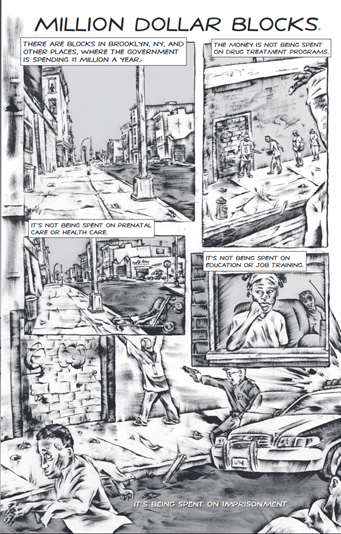 MILLION DOLLAR BLOCKS.
THERE ARE BLOCKS IN BROOKLYN, NY, AND
OTHER PLACES, WHERE THE GOVERNMENT
IS SPENDING $1 MILLION A YEAR.
THE MONEY IS NOT BEING SPENT
ON DRUG TREATMENT PROGRAMS.
IT'S NOT BEING SPENT ON PRENATAL
CARE OR HEALTH CARE.
IT'S NOT BEING SPENT ON
EDUCATION OR JOB TRAINING.
IT'S BEING SPENT ON IMPRISONMENT.